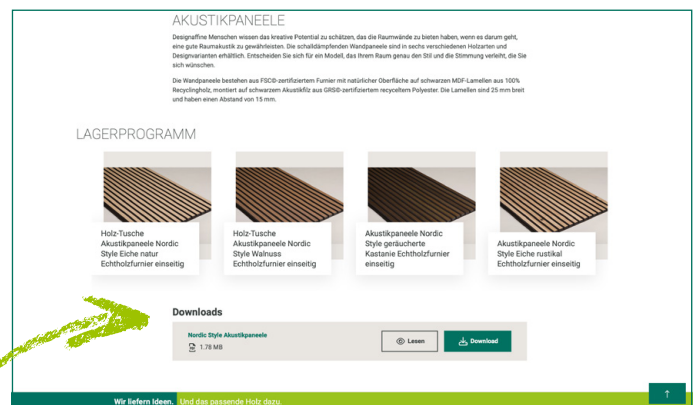 AKUSTIKPANEELE
Designaffine Menschen wissen das kreative Potential zu schätzen, das die Raumwände zu bieten haben, wenn es darum geht,
eine gute Raumakustik zu gewährleisten. Die schalldämpfenden Wandpaneele sind in sechs verschiedenen Holzarten und
Designvarianten erhältlich. Entscheiden Sie sich für ein Modell, das Ihrem Raum genau den Stil und die Stimmung verleiht, die sie
sich wünschen.
Die Wandpaneele bestehen aus FSC©-zertifiziertem Furnier mit natürlicher Oberfläche auf schwarzen MDF-Lamellen aus 100%
Recyclingholz, montiert auf schwarzem Akustikfilz aus GRS©-zertifiziertem recyceltem Polyester. Die Lamellen sind 25 mm breit
und haben einen Abstand von 15 mm.
LAGERPROGRAMM
Holz-Tusche
Akustikpaneele Nordic
Style Eiche natur
Echtholzfurnier einseitig
Holz-Tusche
Akustikpaneele Nordic
Style Walnuss
Echtholzfurnier einseitig
Akustikpaneele Nordic
Style geräucherte
Kastanie Echtholzfurnier
einseitig
Akustikpaneele Nordic
Style Eiche rustikal
Echtholzfurnier einseitig
Downloads
Nordic Style Akustikpaneele
1.78 MB
Lesen
Download
Wir liefern Ideen. Und das passende Holz dazu.